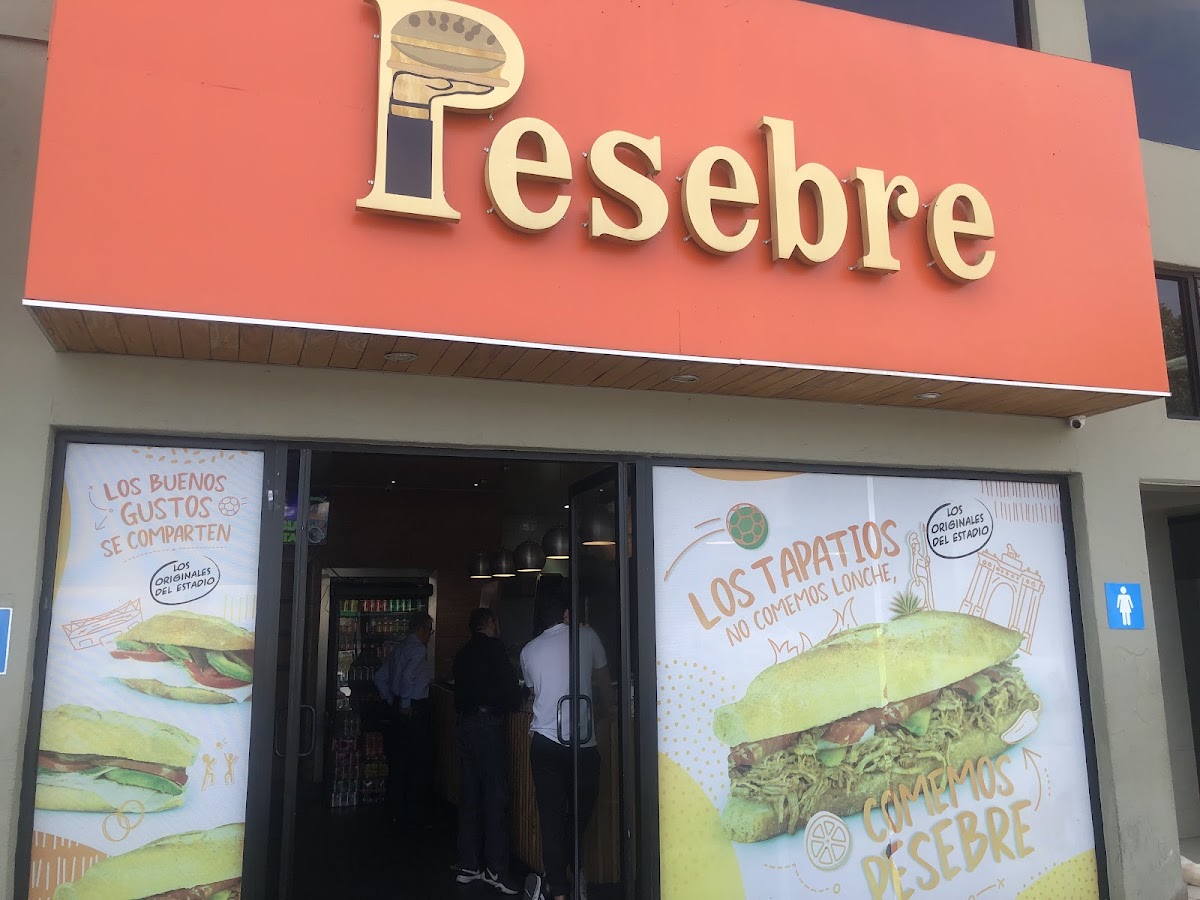 Pesebre
LOS BUENOS
GUSTOS
SE COMPARTEN
LOS
ORIGINALES
DEL ESTADIO
LOS TAPATIOS
NO COMEMOS LONCHE,
LOS
ORIGINALES
DEL ESTADIO
COMEMOS
PESEBRE